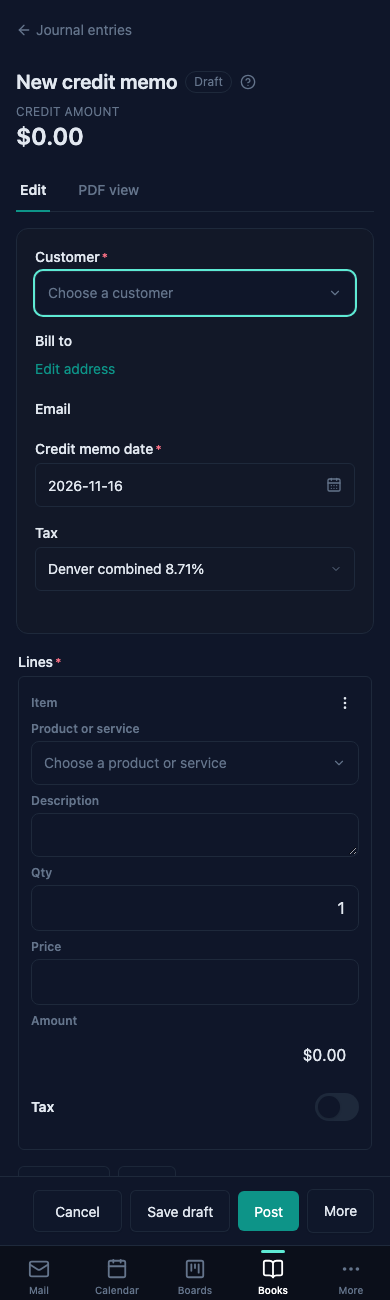 Journal entries
New credit memo Draft
CREDIT AMOUNT
$0.00
Edit PDF view
Customer*
Choose a customer
Bill to
Edit address
Email
Credit memo date*
2026-11-16
Tax
Denver combined 8.71%
Lines*
Item
Product or service
Choose a product or service
Description
Qty
1
Price
Amount
$0.00
Tax
Cancel Save draft Post More
Mail Calendar Boards Books More